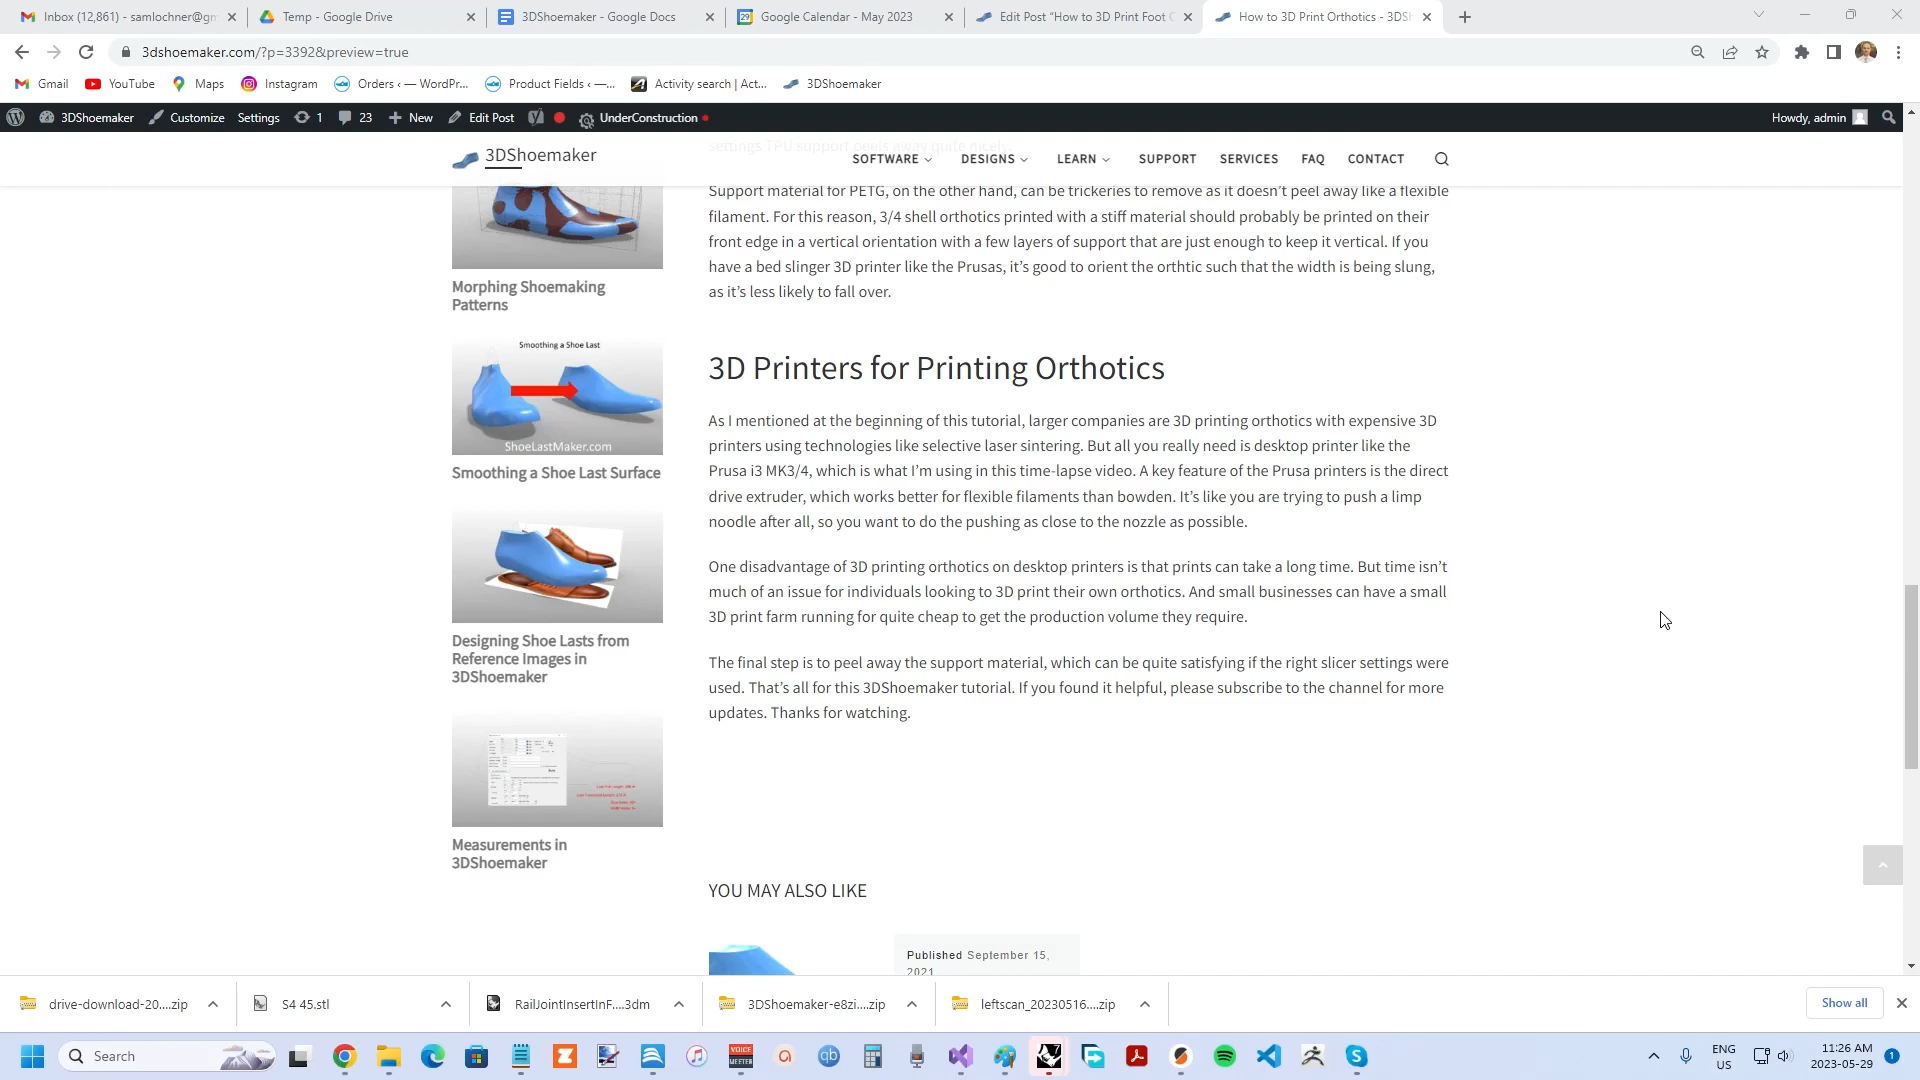 Inbox (12,861) - samlochner@gm
Temp - Google Drive
3DShoemaker - Google Docs
Google Calendar - May 2023
Edit Post "How to 3D Print Foot O
How to 3D Print Orthotics - 3DSh
3dshoemaker.com/?p=3392&preview=true
Gmail
YouTube
Maps
Instagram
Orders ‹ — WordPr...
Product Fields ‹ —...
Activity search | Act...
3DShoemaker
3DShoemaker
Customize
Settings
1
23
New
Edit Post
UnderConstruction
Howdy, admin
settings TPU support peels away quite nicely.
3DShoemaker
SOFTWARE
DESIGNS
LEARN
SUPPORT
SERVICES
FAQ
CONTACT
Morphing Shoemaking
Patterns
Smoothing a Shoe Last
ShoeLastMaker.com
Smoothing a Shoe Last Surface
Designing Shoe Lasts from
Reference Images in
3DShoemaker
Measurements in
3DShoemaker
Support material for PETG, on the other hand, can be trickeries to remove as it doesn't peel away like a flexible
filament. For this reason, 3/4 shell orthotics printed with a stiff material should probably be printed on their
front edge in a vertical orientation with a few layers of support that are just enough to keep it vertical. If you
have a bed slinger 3D printer like the Prusas, it's good to orient the orthtic such that the width is being slung,
as it's less likely to fall over.
3D Printers for Printing Orthotics
As I mentioned at the beginning of this tutorial, larger companies are 3D printing orthotics with expensive 3D
printers using technologies like selective laser sintering. But all you really need is desktop printer like the
Prusa i3 MK3/4, which is what I'm using in this time-lapse video. A key feature of the Prusa printers is the direct
drive extruder, which works better for flexible filaments than bowden. It's like you are trying to push a limp
noodle after all, so you want to do the pushing as close to the nozzle as possible.
One disadvantage of 3D printing orthotics on desktop printers is that prints can take a long time. But time isn't
much of an issue for individuals looking to 3D print their own orthotics. And small businesses can have a small
3D print farm running for quite cheap to get the production volume they require.
The final step is to peel away the support material, which can be quite satisfying if the right slicer settings were
used. That's all for this 3DShoemaker tutorial. If you found it helpful, please subscribe to the channel for more
updates. Thanks for watching.
YOU MAY ALSO LIKE
Published September 15,
2021
drive-download-20....zip
S4 45.stl
RailJointInsertInF....3dm
3DShoemaker-e8zi....zip
leftscan_20230516....zip
Show all
Search
VOICE
MEETER
qb
ENG
US
11:26 AM
2023-05-29
1